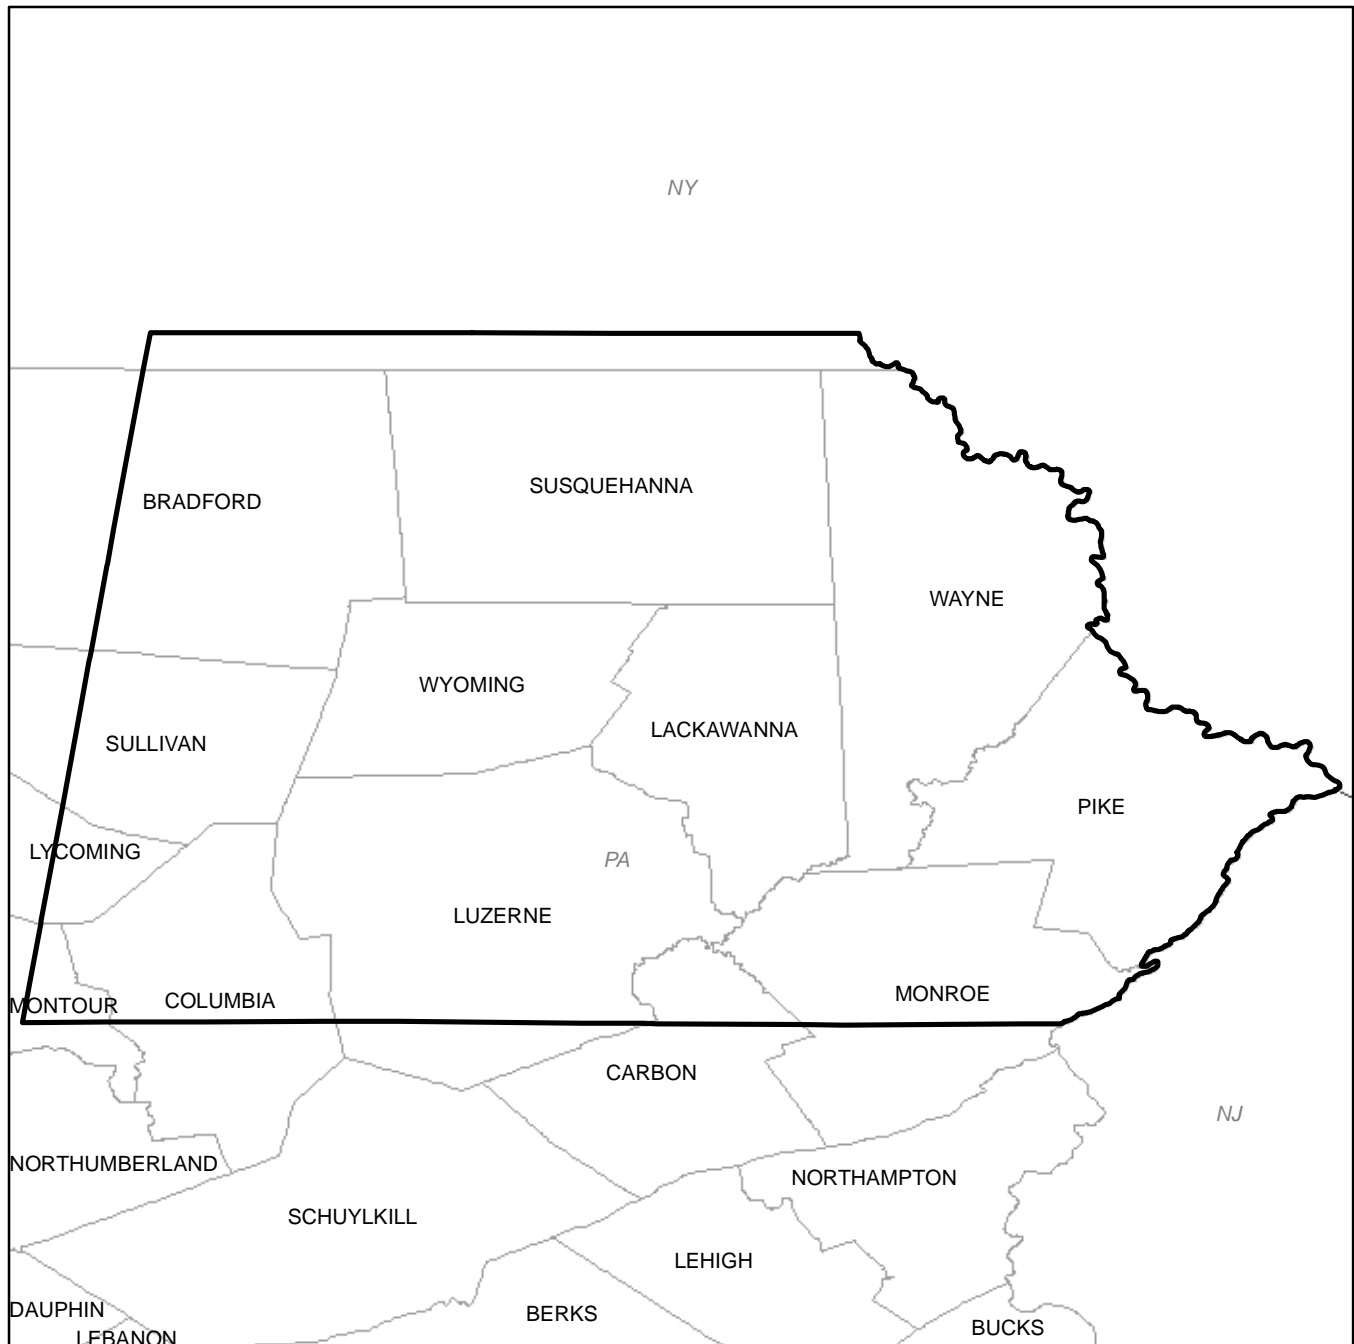 NY
SUSQUEHANNA
BRADFORD
WAYNE
WYOMING
LACKAWANNA
SULLIVAN
PIKE
LYCOMING
PA
LUZERNE
MONROE
COLUMBIA
MONTOUR
CARBON
NJ
NORTHUMBERLAND
NORTHAMPTON
SCHUYLKILL
LEHIGH
DAUPHIN
BERKS
BUCKS
LEBANON